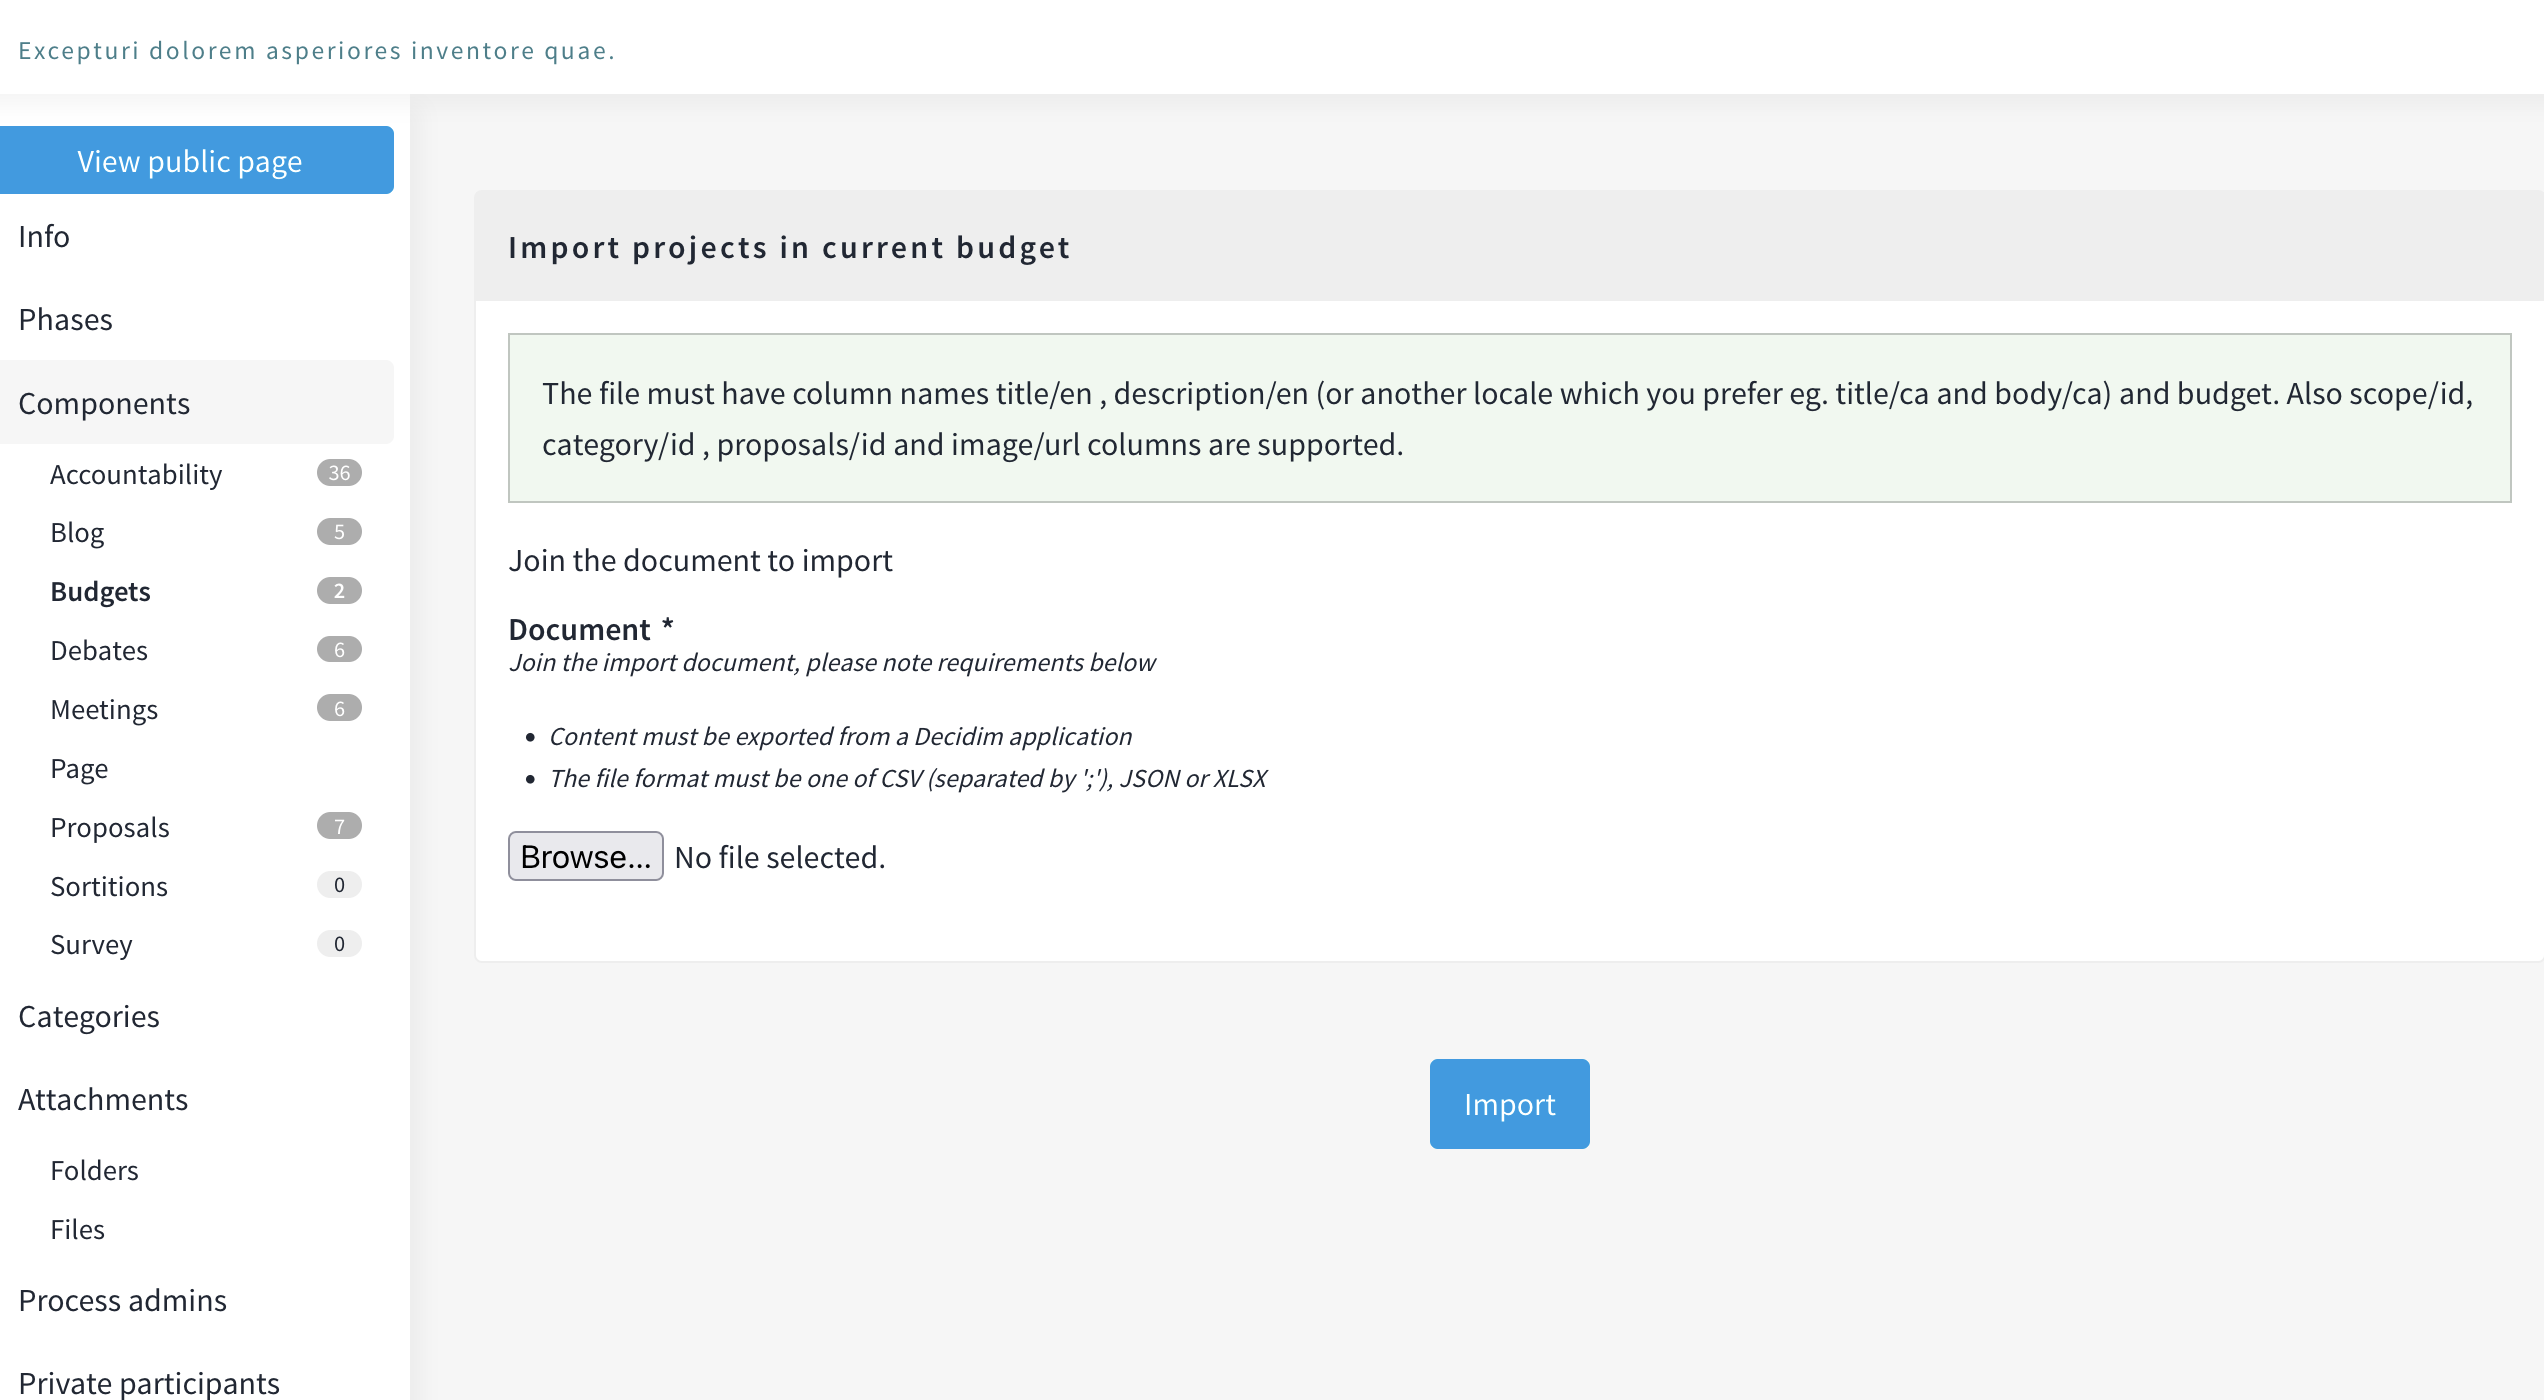 Excepturi dolorem asperiores inventore quae.
View public page
Info
Phases
Components
Accountability 36
Blog 5
Budgets 2
Debates 6
Meetings 6
Page
Proposals 7
Sortitions 0
Survey 0
Categories
Attachments
Folders
Files
Process admins
Private participants
Import projects in current budget
The file must have column names title/en , description/en (or another locale which you prefer eg. title/ca and body/ca) and budget. Also scope/id,
category/id , proposals/id and image/url columns are supported.
Join the document to import
Document *
Join the import document, please note requirements below
• Content must be exported from a Decidim application
• The file format must be one of CSV (separated by ';'), JSON or XLSX
Browse... No file selected.
Import